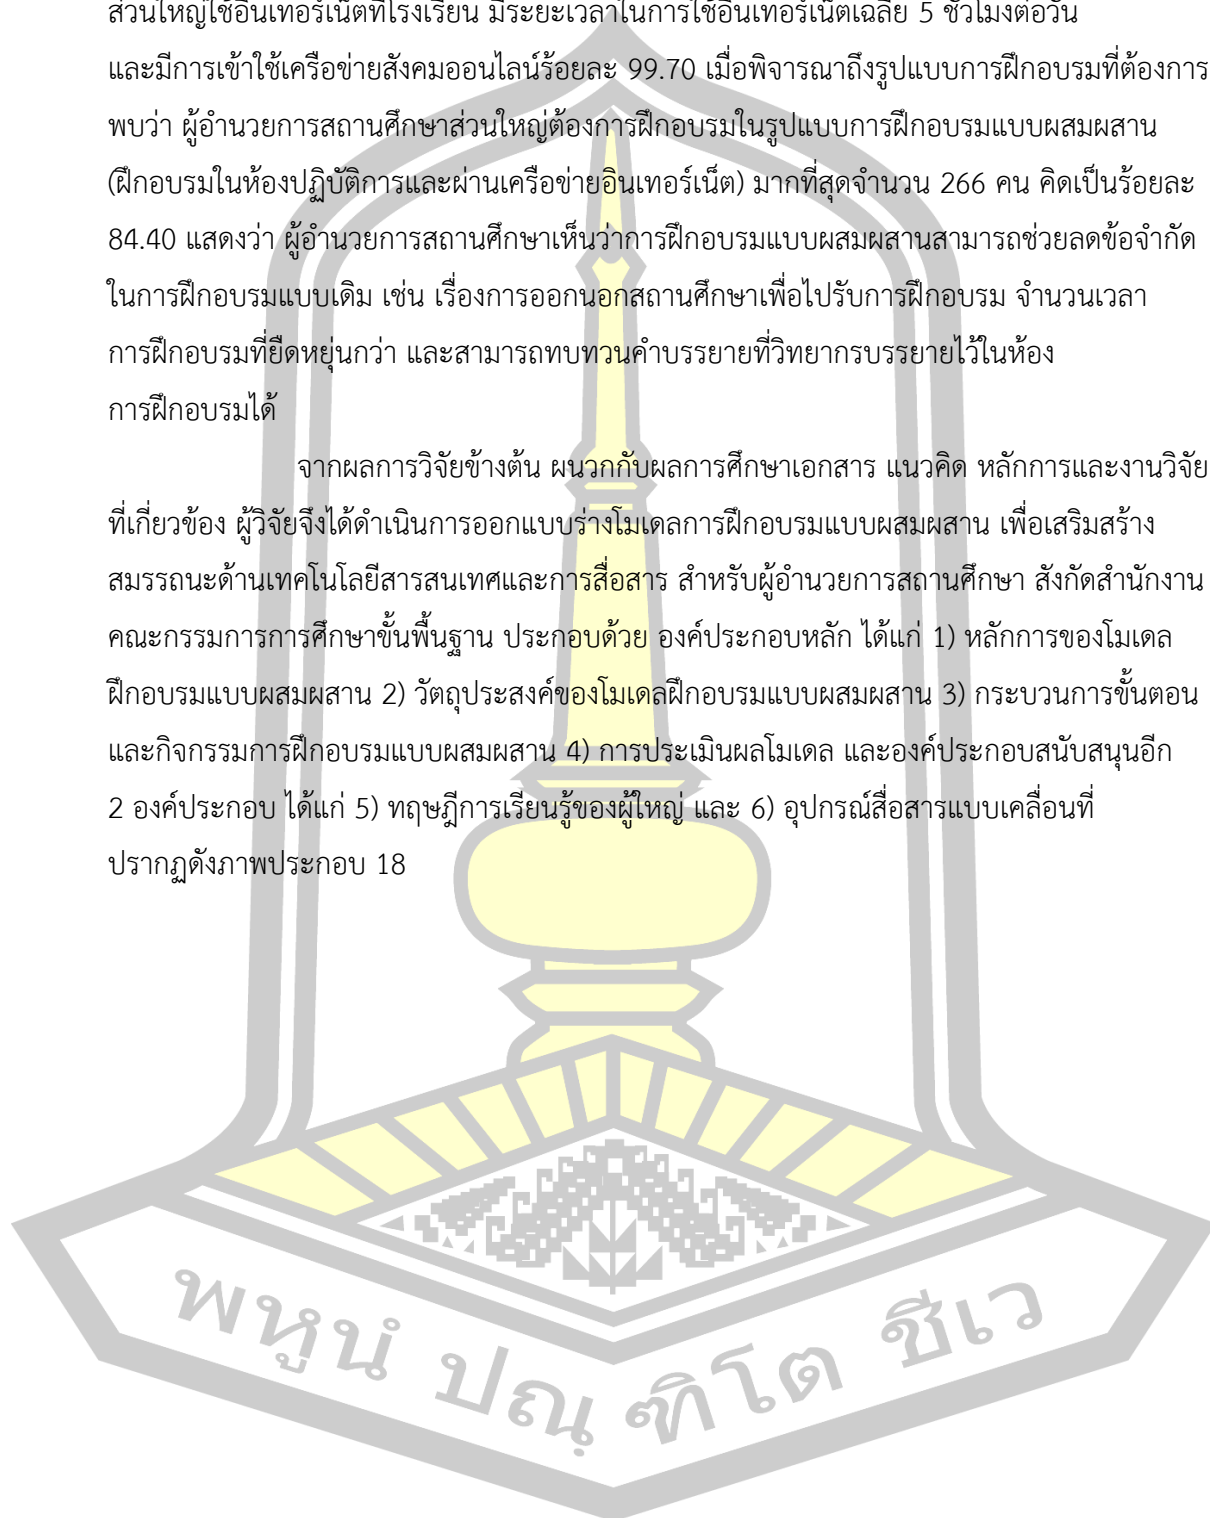 ส่วนใหญ่ใช้อินเทอร์เน็ตที่โรงเรียน มีระยะเวลาในการใช้อินเทอร์เน็ตเฉลี่ย 5 ชั่วโมงต่อวัน
และมีการเข้าใช้เครือข่ายสังคมออนไลน์ร้อยละ 99.70 เมื่อพิจารณาถึงรูปแบบการฝึกอบรมที่ต้องการ
พบว่า ผู้อำนวยการสถานศึกษาส่วนใหญ่ต้องการฝึกอบรมในรูปแบบการฝึกอบรมแบบผสมผสาน
(ฝึกอบรมในห้องปฏิบัติการและผ่านเครือข่ายอินเทอร์เน็ต) มากที่สุดจำนวน 266 คน คิดเป็นร้อยละ
84.40 แสดงว่า ผู้อำนวยการสถานศึกษาเห็นว่าการฝึกอบรมแบบผสมผสานสามารถช่วยลดข้อจำกัด
ในการฝึกอบรมแบบเดิม เช่น เรื่องการออกนอกสถานศึกษาเพื่อไปรับการฝึกอบรม จำนวนเวลา
การฝึกอบรมที่ยืดหยุ่นกว่า และสามารถทบทวนคำบรรยายที่วิทยากรบรรยายไว้ในห้อง
การฝึกอบรมได้
จากผลการวิจัยข้างต้น ผนวกกับผลการศึกษาเอกสาร แนวคิด หลักการและงานวิจัย
ที่เกี่ยวข้อง ผู้วิจัยจึงได้ดำเนินการออกแบบร่างโมเดลการฝึกอบรมแบบผสมผสาน เพื่อเสริมสร้าง
สมรรถนะด้านเทคโนโลยีสารสนเทศและการสื่อสาร สำหรับผู้อำนวยการสถานศึกษา สังกัดสำนักงาน
คณะกรรมการการศึกษาขั้นพื้นฐาน ประกอบด้วย องค์ประกอบหลัก ได้แก่ 1) หลักการของโมเดล
ฝึกอบรมแบบผสมผสาน 2) วัตถุประสงค์ของโมเดลฝึกอบรมแบบผสมผสาน 3) กระบวนการขั้นตอน
และกิจกรรมการฝึกอบรมแบบผสมผสาน 4) การประเมินผลโมเดล และองค์ประกอบสนับสนุนอีก
2 องค์ประกอบ ได้แก่ 5) ทฤษฎีการเรียนรู้ของผู้ใหญ่ และ 6) อุปกรณ์สื่อสารแบบเคลื่อนที่
ปรากฏดังภาพประกอบ 18
พหูนํ ปณฺฑิโต ชีเว